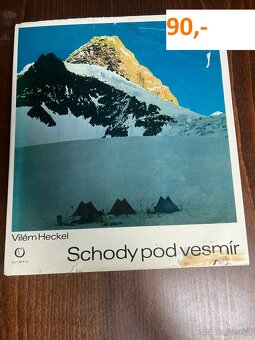 90,-
Vilém Heckel
OLYMPIA
Schody pod vesmír